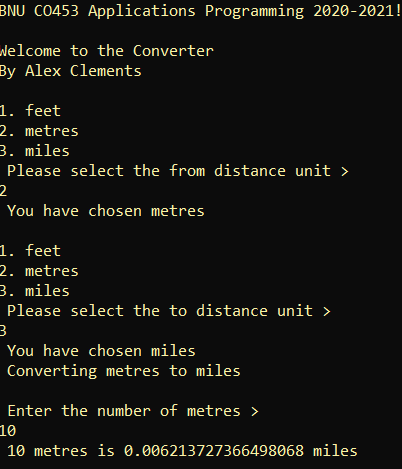 BNU CO453 Applications Programming 2020-2021!
Welcome to the Converter
By Alex Clements
1. feet
2. metres
3. miles
Please select the from distance unit >
2
You have chosen metres
1. feet
2. metres
3. miles
Please select the to distance unit >
3
You have chosen miles
Converting metres to miles
Enter the number of metres >
10
10 metres is 0.006213727366498068 miles